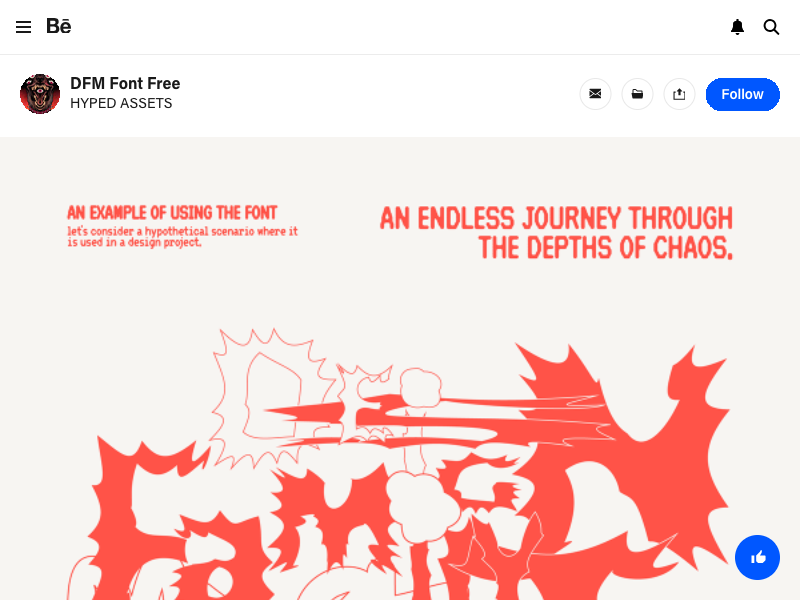 Bē
DFM Font Free
HYPED ASSETS
Follow
AN EXAMPLE OF USING THE FONT
let's consider a hypothetical scenario where it
is used in a design project.
AN ENDLESS JOURNEY THROUGH
THE DEPTHS OF CHAOS.